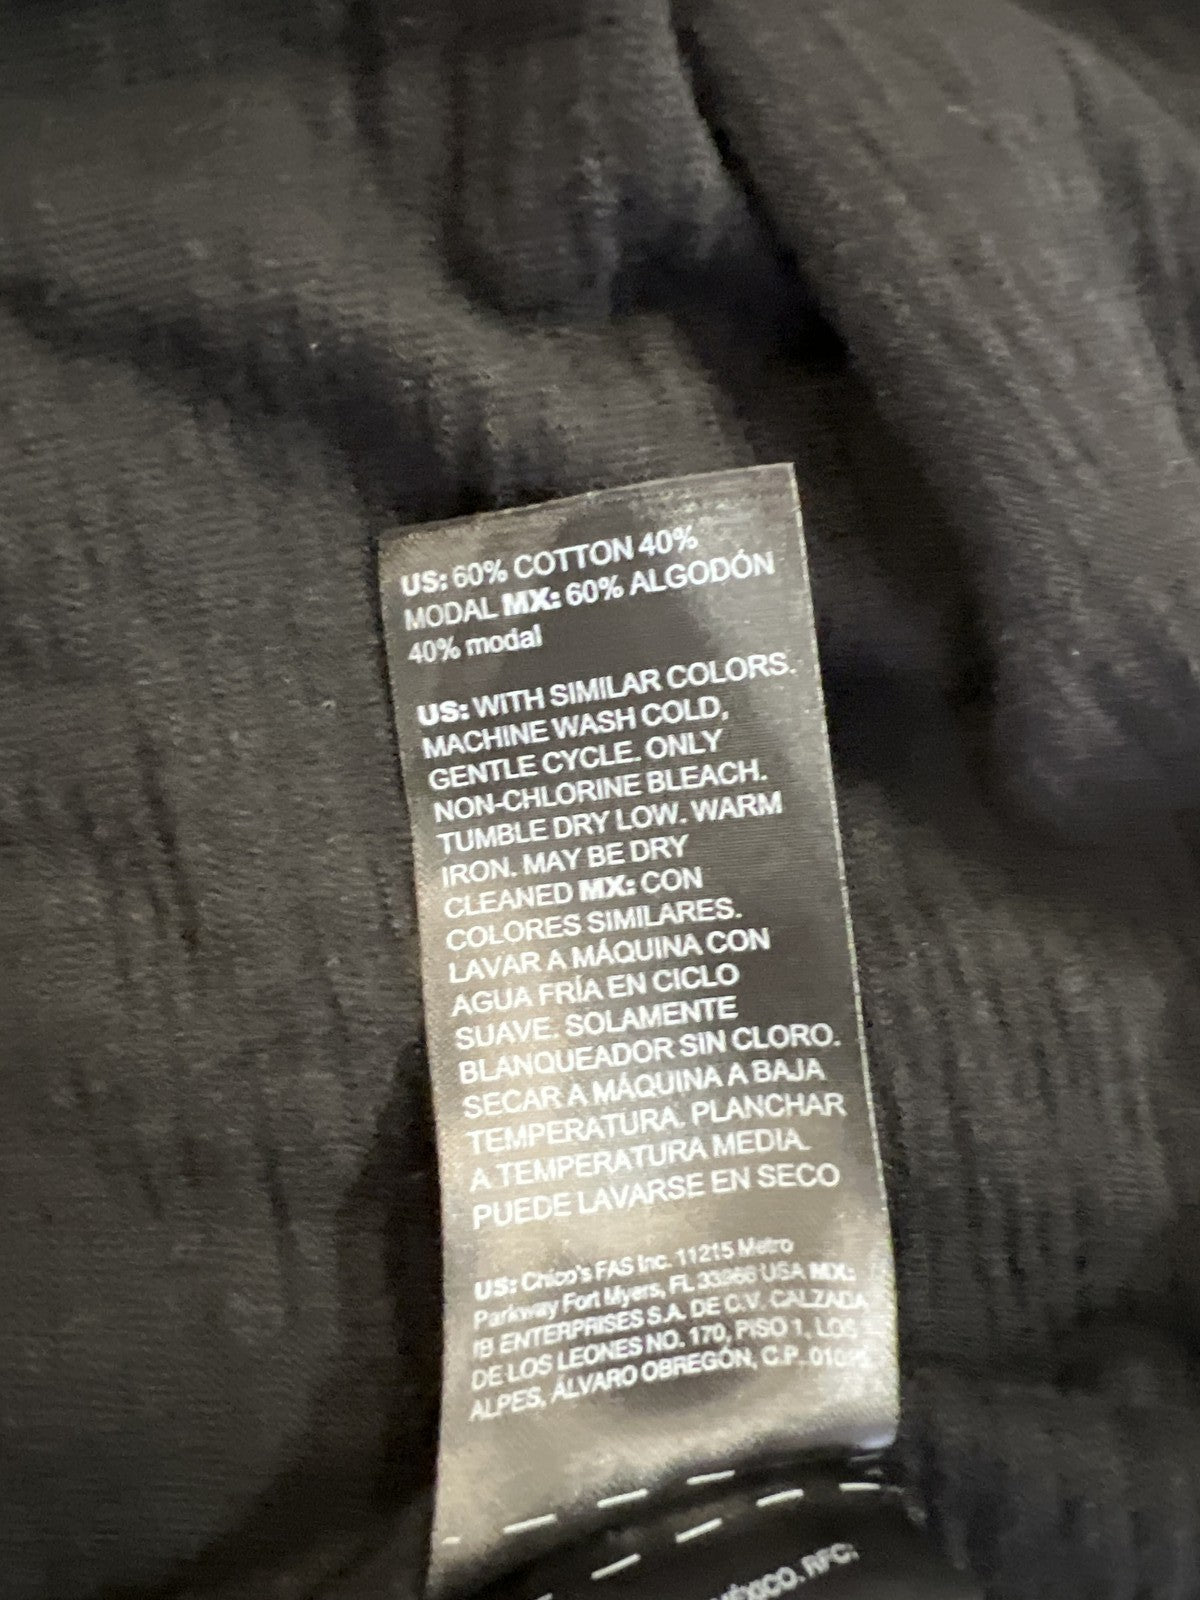 US: 60% COTTON 40%
MODAL MX: 60% ALGODÓN
40% modal
US: WITH SIMILAR COLORS.
MACHINE WASH COLD,
GENTLE CYCLE. ONLY
NON-CHLORINE BLEACH.
TUMBLE DRY LOW. WARM
IRON. MAY BE DRY
CLEANED MX: CON
COLORES SIMILARES.
LAVAR A MÁQUINA CON
AGUA FRÍA EN CICLO
SUAVE. SOLAMENTE
BLANQUEADOR SIN CLORO.
SECAR A MÁQUINA A BAJA
TEMPERATURA. PLANCHAR
A TEMPERATURA MEDIA.
PUEDE LAVARSE EN SECO
US: Chico's FAS Inc. 11215 Metro
Parkway Fort Myers, FL 33966 USA MX:
ENTERPRISES S.A. DE C.V. CALZADA
DE LOS LEONES NO. 170, PISO 1, LOS
ALPES, ÁLVARO OBREGÓN, C.P.
MÉXICO. RFC: